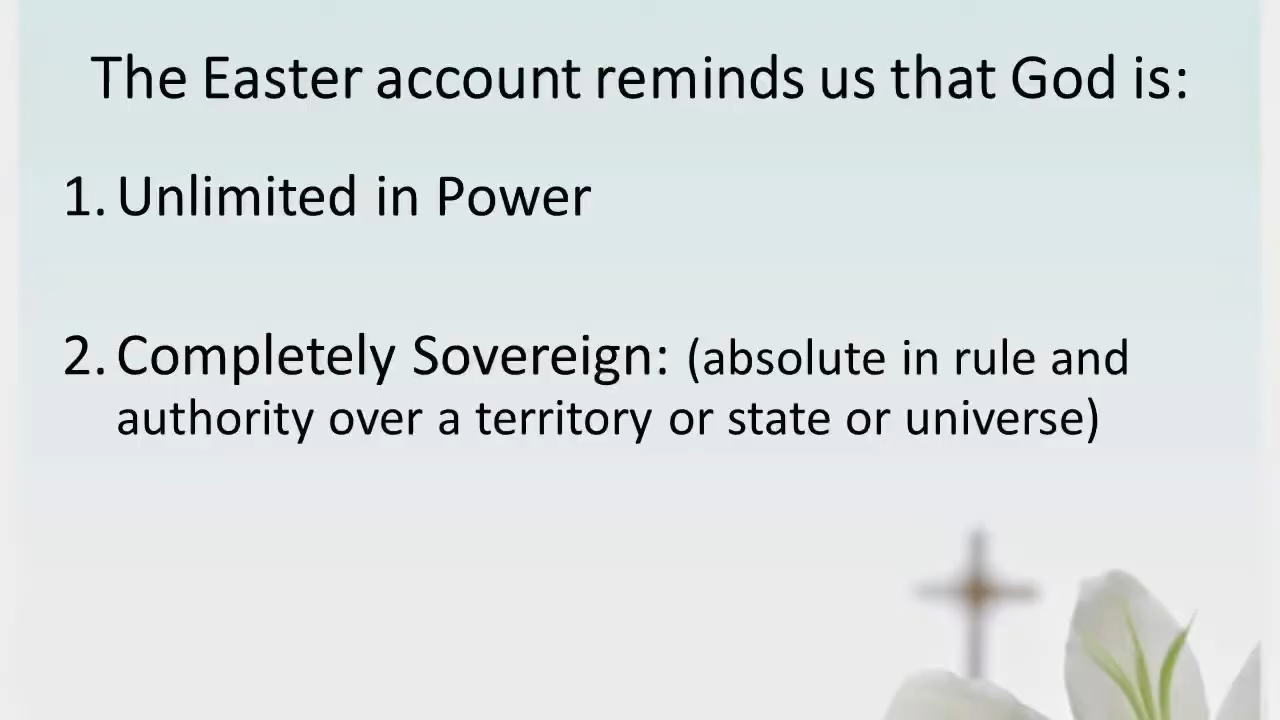 The Easter account reminds us that God is:
1. Unlimited in Power
2. Completely Sovereign: (absolute in rule and
authority over a territory or state or universe)